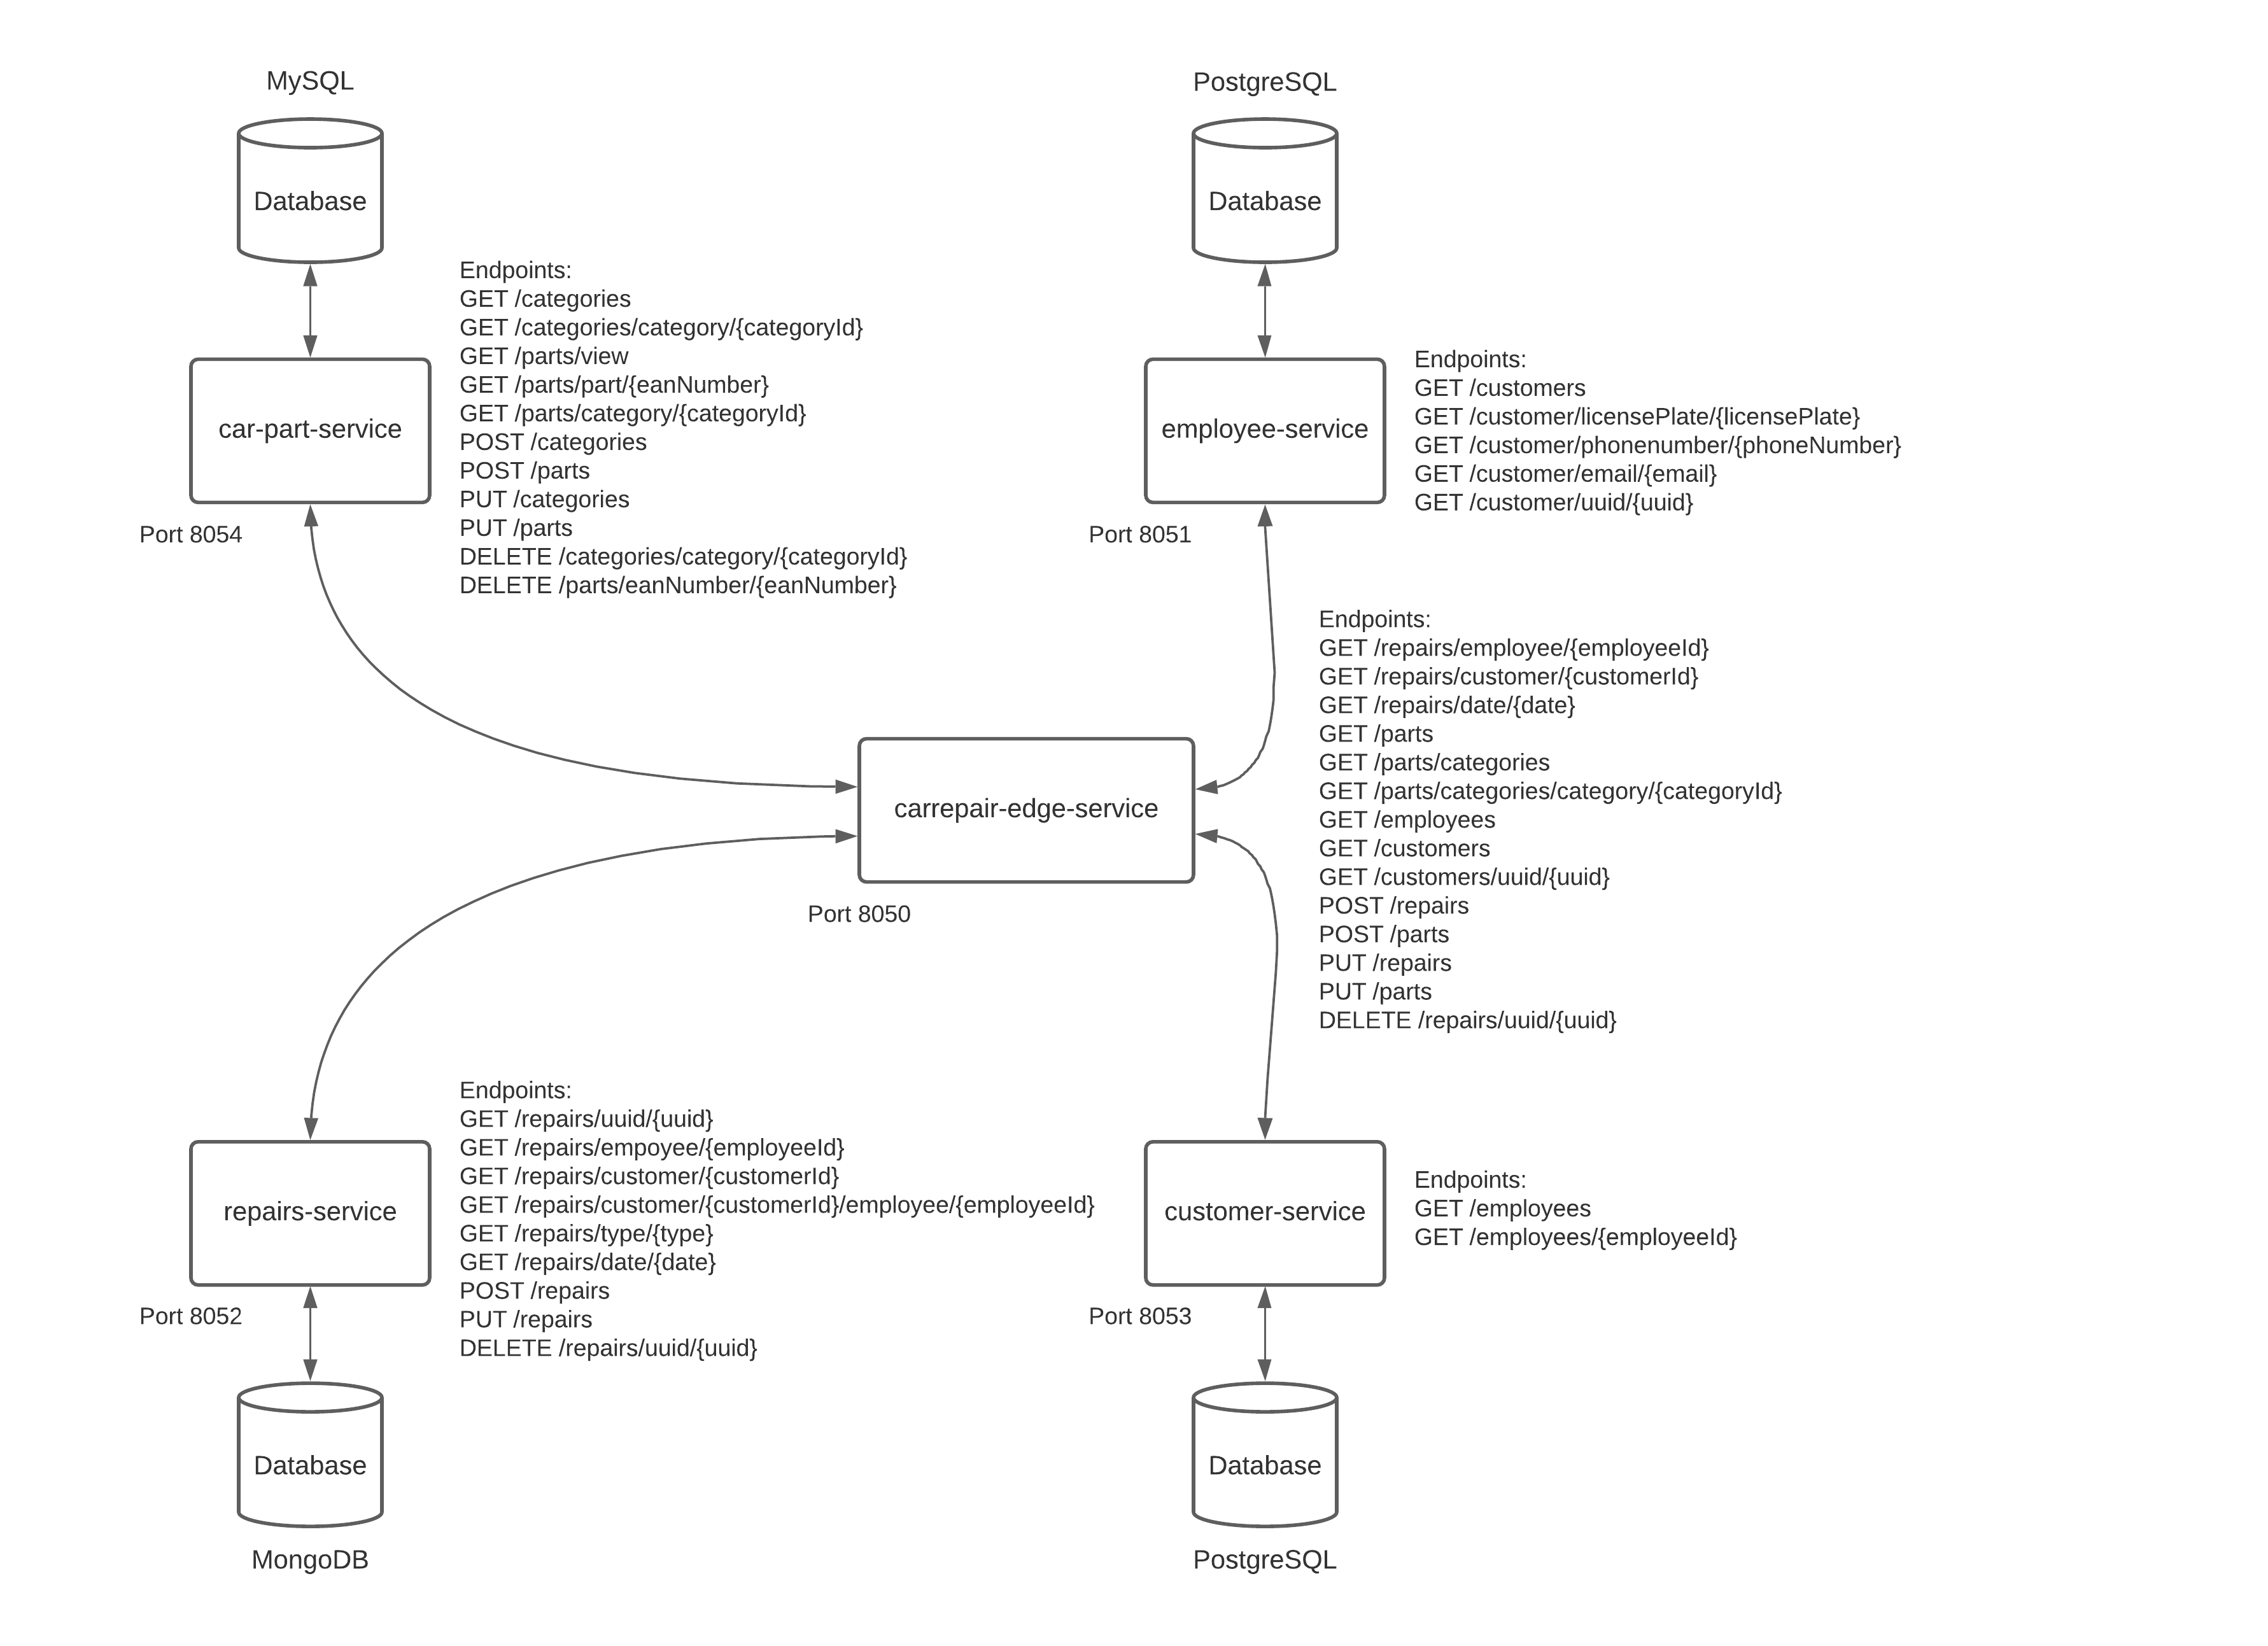 MySQL
Database
Endpoints:
GET /categories
GET /categories/category/{categoryId}
GET /parts/view
GET /parts/part/{eanNumber}
GET /parts/category/{categoryId}
POST /categories
POST /parts
PUT /categories
PUT /parts
DELETE /categories/category/{categoryId}
DELETE /parts/eanNumber/{eanNumber}
car-part-service
Port 8054
PostgreSQL
Database
employee-service
Port 8051
Endpoints:
GET /customers
GET /customer/licensePlate/{licensePlate}
GET /customer/phonenumber/{phoneNumber}
GET /customer/email/{email}
GET /customer/uuid/{uuid}
carrepair-edge-service
Port 8050
Endpoints:
GET /repairs/employee/{employeeId}
GET /repairs/customer/{customerId}
GET /repairs/date/{date}
GET /parts
GET /parts/categories
GET /parts/categories/category/{categoryId}
GET /employees
GET /customers
GET /customers/uuid/{uuid}
POST /repairs
POST /parts
PUT /repairs
PUT /parts
DELETE /repairs/uuid/{uuid}
repairs-service
Port 8052
Endpoints:
GET /repairs/uuid/{uuid}
GET /repairs/empoyee/{employeeId}
GET /repairs/customer/{customerId}
GET /repairs/customer/{customerId}/employee/{employeeId}
GET /repairs/type/{type}
GET /repairs/date/{date}
POST /repairs
PUT /repairs
DELETE /repairs/uuid/{uuid}
Database
MongoDB
customer-service
Port 8053
Endpoints:
GET /employees
GET /employees/{employeeId}
Database
PostgreSQL